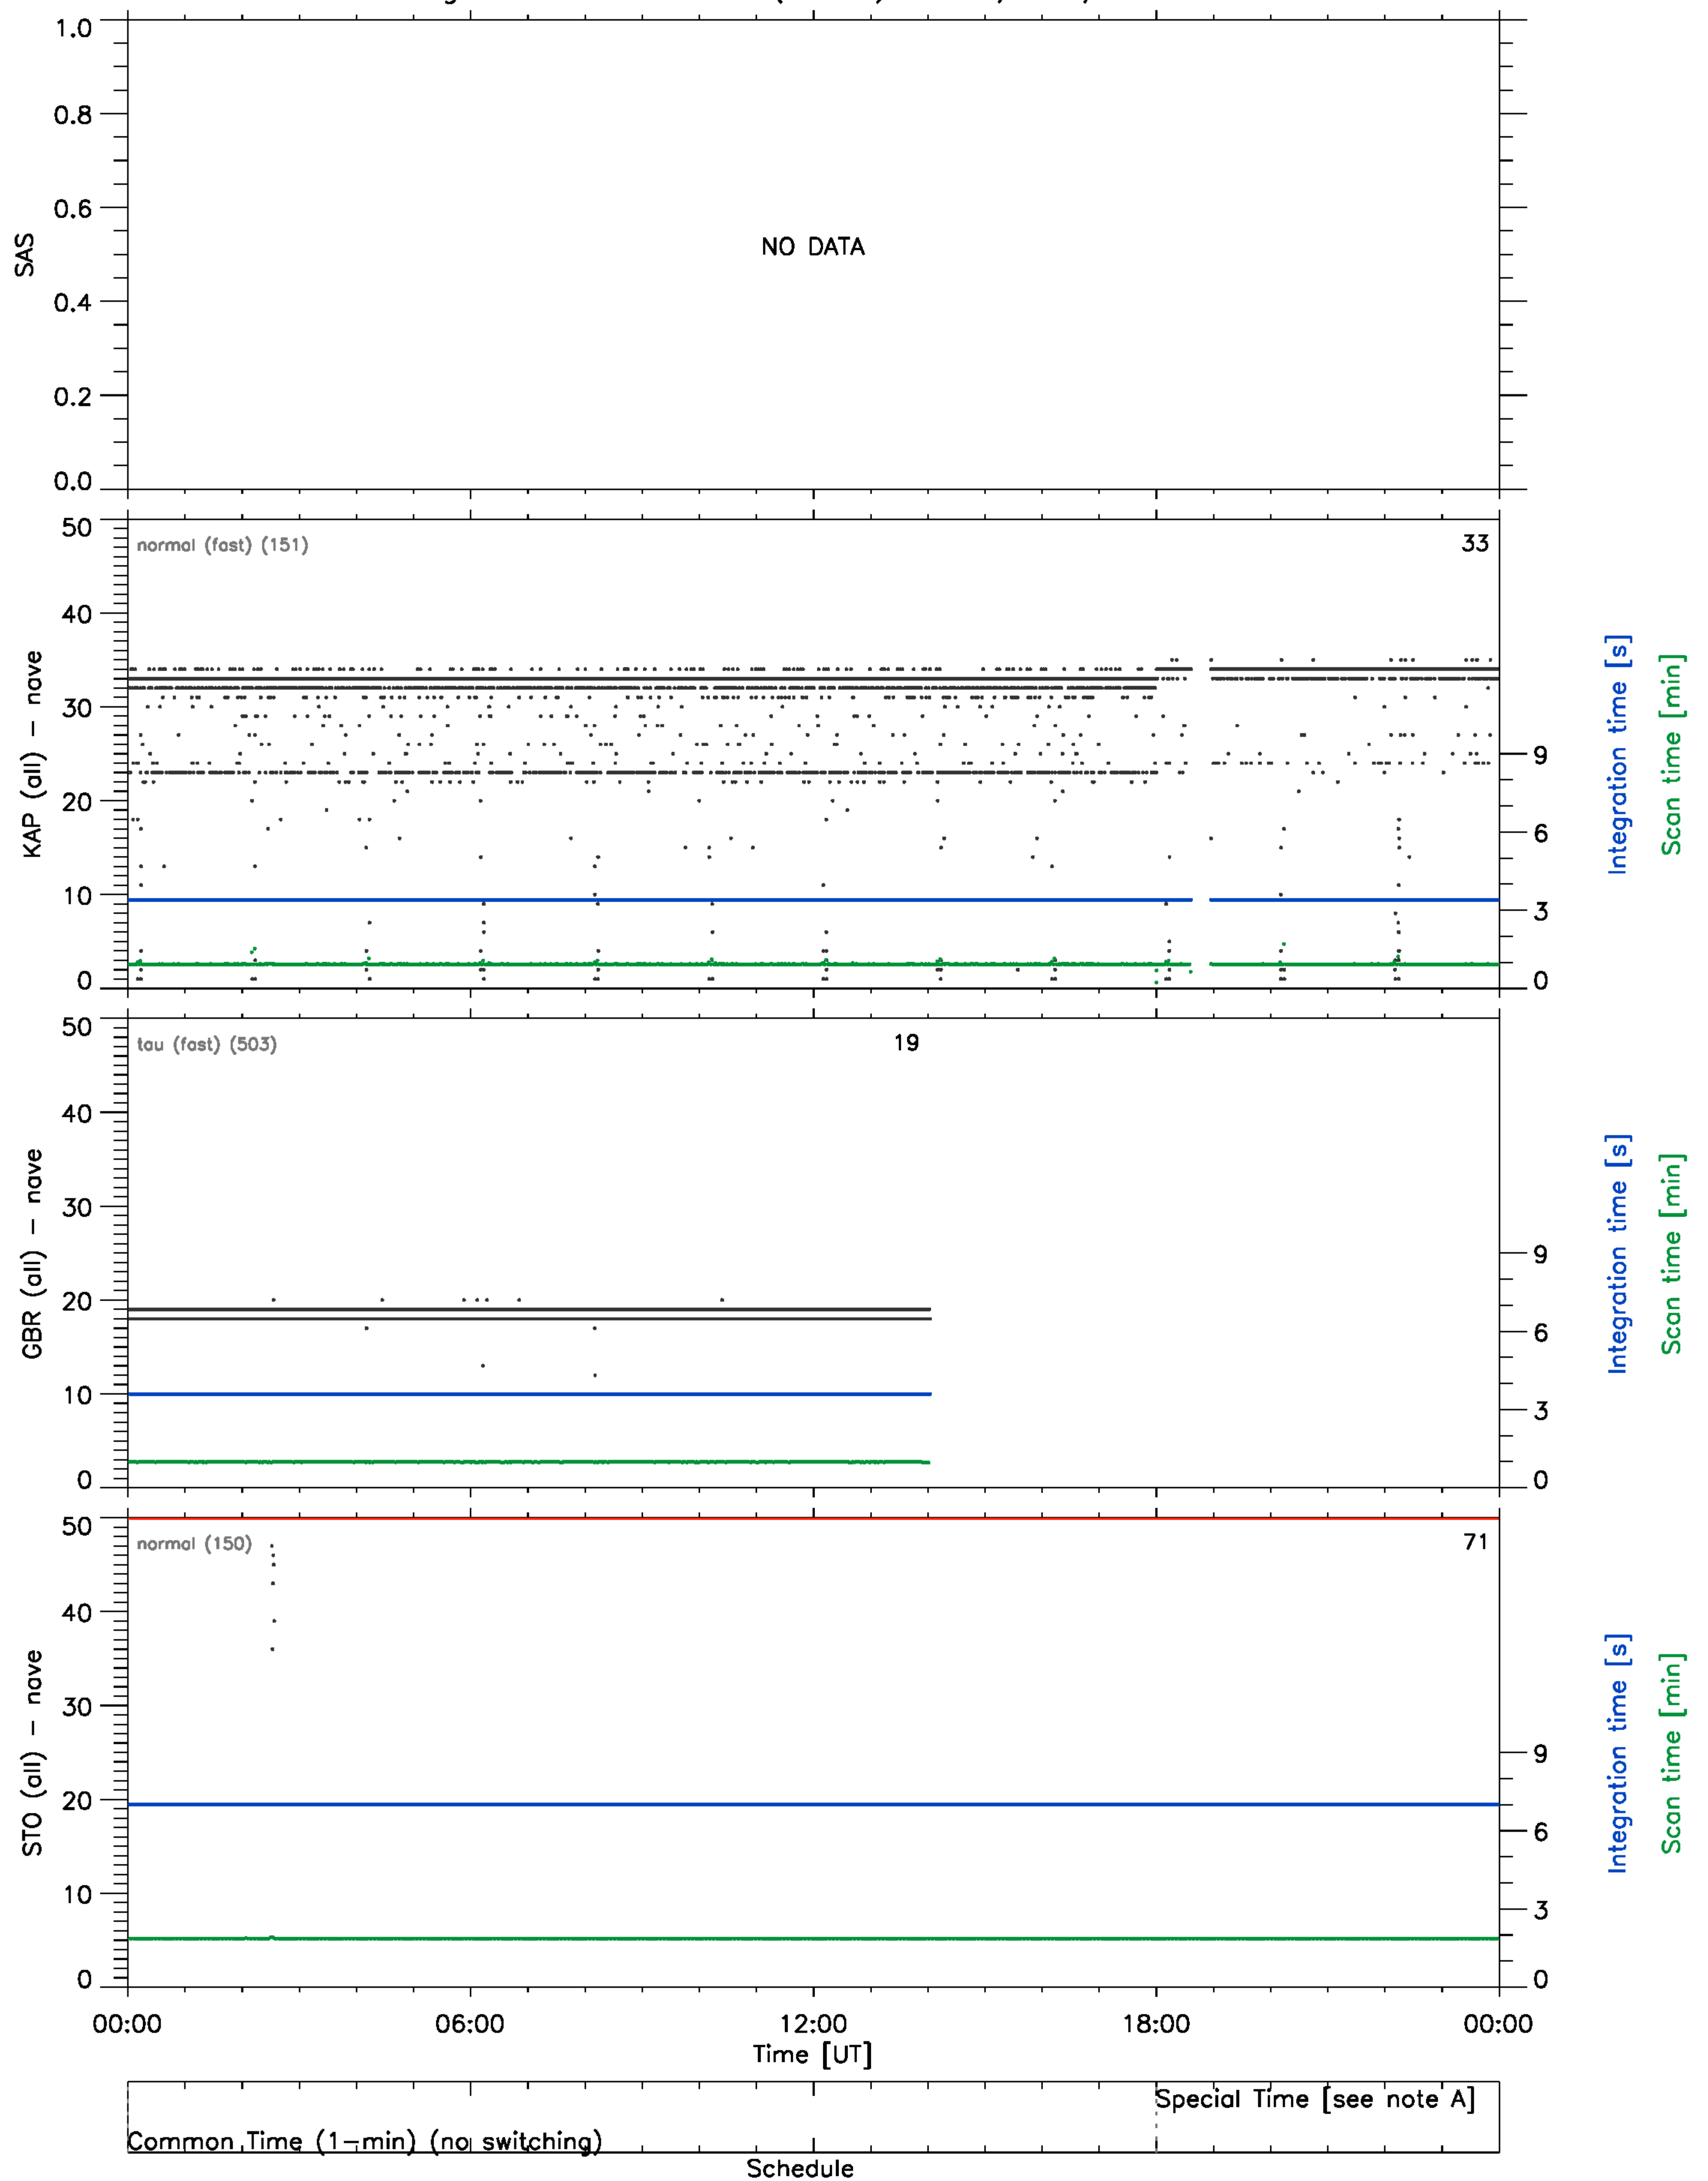 1.0
0.8
0.6
0.4
0.2
0.0
SAS
NO DATA
50
40
30
20
10
0
KAP (all) - nave
normal (fast) (151)
33
9
6
3
0
Integration time [s]
Scan time [min]
50
40
30
20
10
0
GBR (all) - nave
tau (fast) (503)
19
9
6
3
0
Integration time [s]
Scan time [min]
50
40
30
20
10
0
STO (all) - nave
normal (150)
71
9
6
3
0
Integration time [s]
Scan time [min]
00:00 06:00 12:00 18:00 00:00
Time [UT]
Special Time [see note A]
Common Time (1-min) (no switching)
Schedule